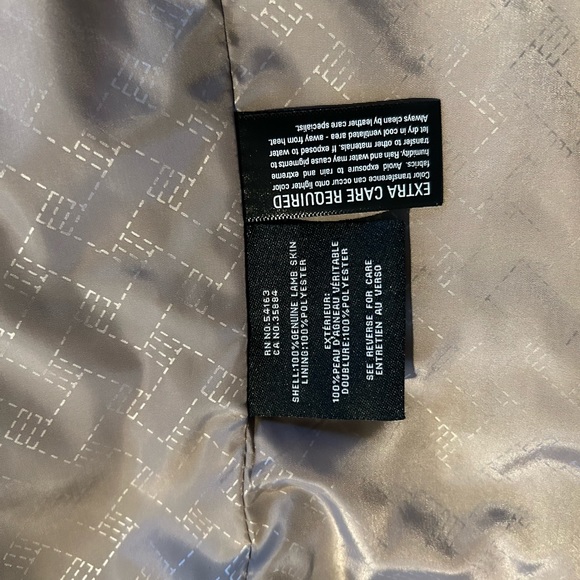 EXTRA CARE REQUIRED
Color transference can occur onto lighter color
fabrics. Avoid exposure to rain and extreme
humidity. Rain and water may cause pigments to
transfer to other materials. If exposed to water
let dry in cool ventilated area - away from heat.
Always clean by leather care specialist.
RN NO.54163
CA NO.35884
SHELL:100%GENUINE LAMB SKIN
LINING:100%POLYESTER
EXTÉRIEUR:
100%PEAU D'AGNEAU VÉRITABLE
DOUBLURE:100%POLYESTER
SEE REVERSE FOR CARE
ENTRETIEN AU VERSO